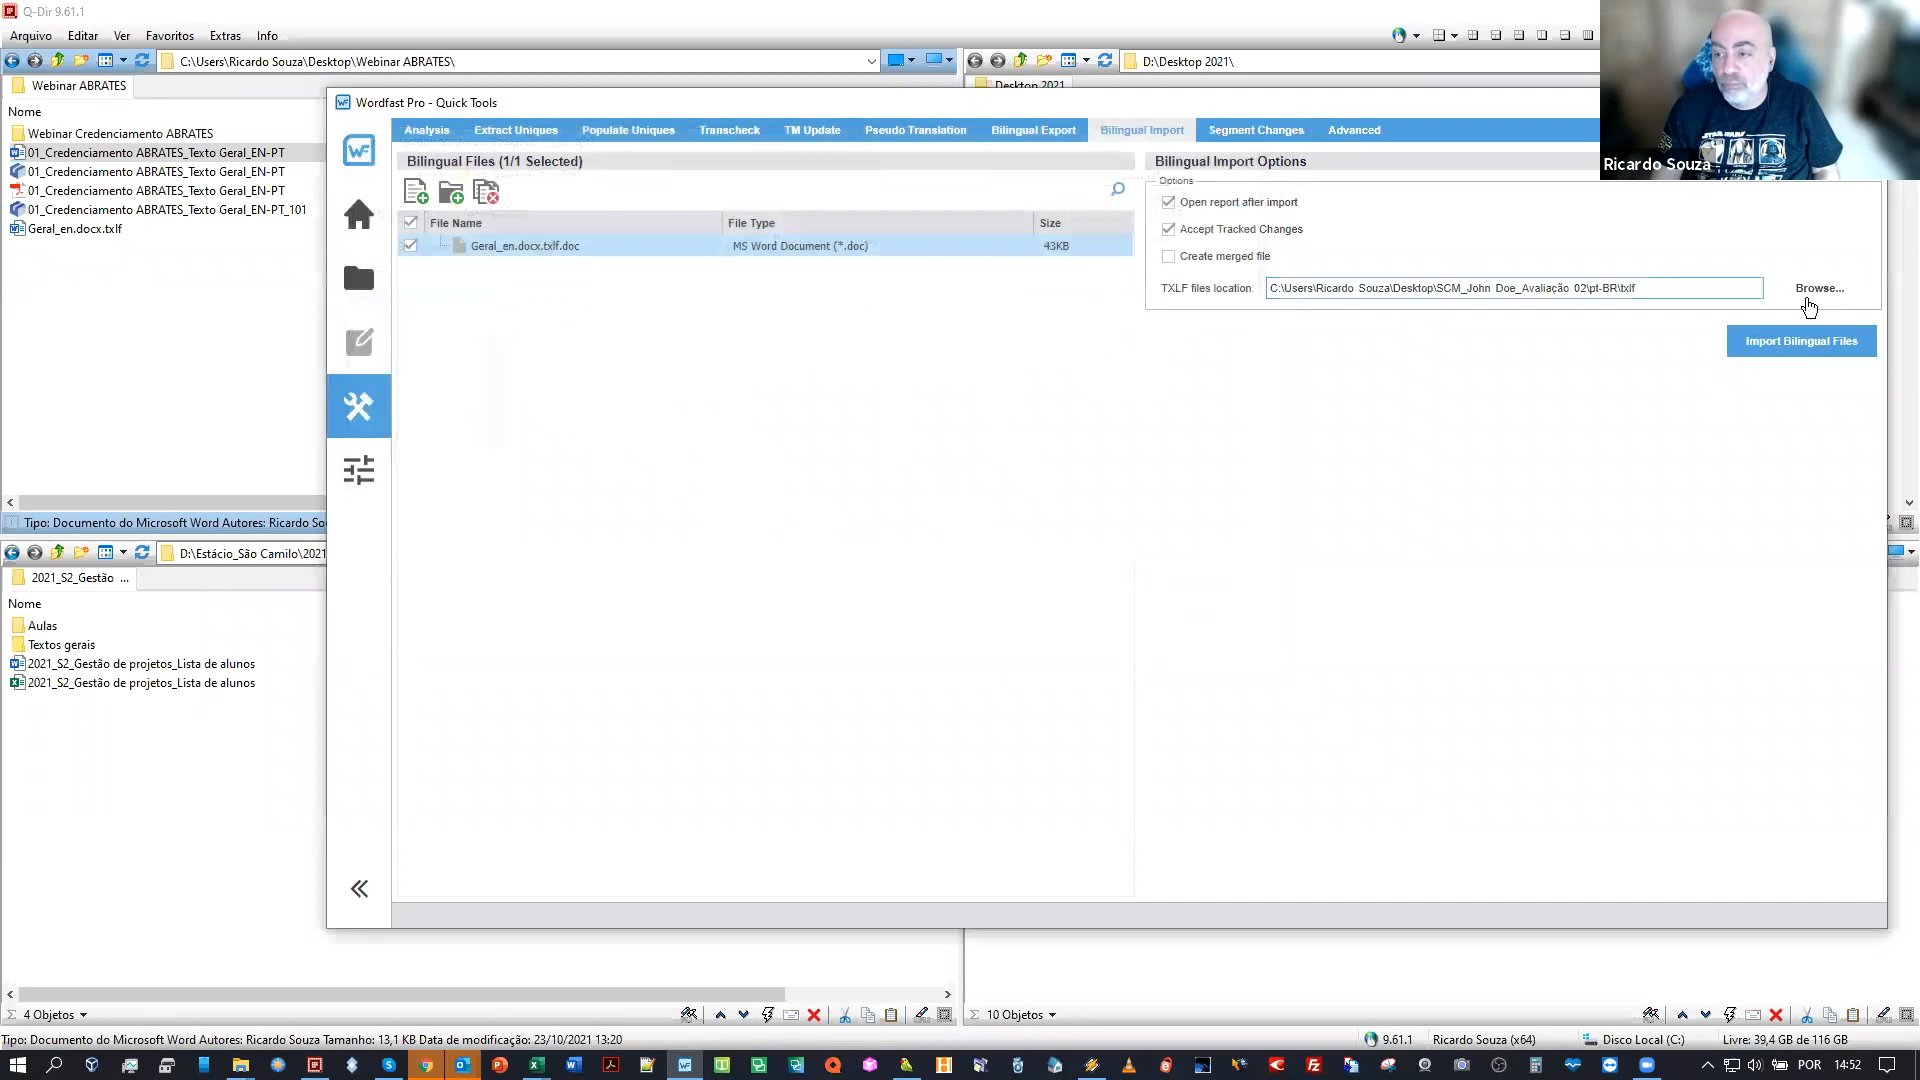 Q-Dir 9.61.1
Arquivo Editar Ver Favoritos Extras Info
C:\Users\Ricardo Souza\Desktop\Webinar ABRATES\
D:\Desktop 2021\
Webinar ABRATES
Desktop 2021
Nome
Webinar Credenciamento ABRATES
01_Credenciamento ABRATES_Texto Geral_EN-PT
01_Credenciamento ABRATES_Texto Geral_EN-PT
01_Credenciamento ABRATES_Texto Geral_EN-PT
01_Credenciamento ABRATES_Texto Geral_EN-PT_101
Geral_en.docx.txlf
Tipo: Documento do Microsoft Word Autores: Ricardo Sou
D:\Estácio_São Camilo\2021
2021_S2_Gestão ...
Nome
Aulas
Textos gerais
2021_S2_Gestão de projetos_Lista de alunos
2021_S2_Gestão de projetos_Lista de alunos
Wordfast Pro - Quick Tools
WF
Analysis Extract Uniques Populate Uniques Transcheck TM Update Pseudo Translation Bilingual Export Bilingual Import Segment Changes Advanced
Bilingual Files (1/1 Selected)
File Name File Type Size
Geral_en.docx.txlf.doc MS Word Document (*.doc) 43KB
Bilingual Import Options
Options
Open report after import
Accept Tracked Changes
Create merged file
TXLF files location: C:\Users\Ricardo Souza\Desktop\SCM_John Doe_Avaliação 02\pt-BR\txlf Browse...
Import Bilingual Files
STAR WARS
Ricardo Souza
4 Objetos
10 Objetos
Tipo: Documento do Microsoft Word Autores: Ricardo Souza Tamanho: 13,1 KB Data de modificação: 23/10/2021 13:20
9.61.1 Ricardo Souza (x64) Disco Local (C:) Livre: 39,4 GB de 116 GB
POR 14:52